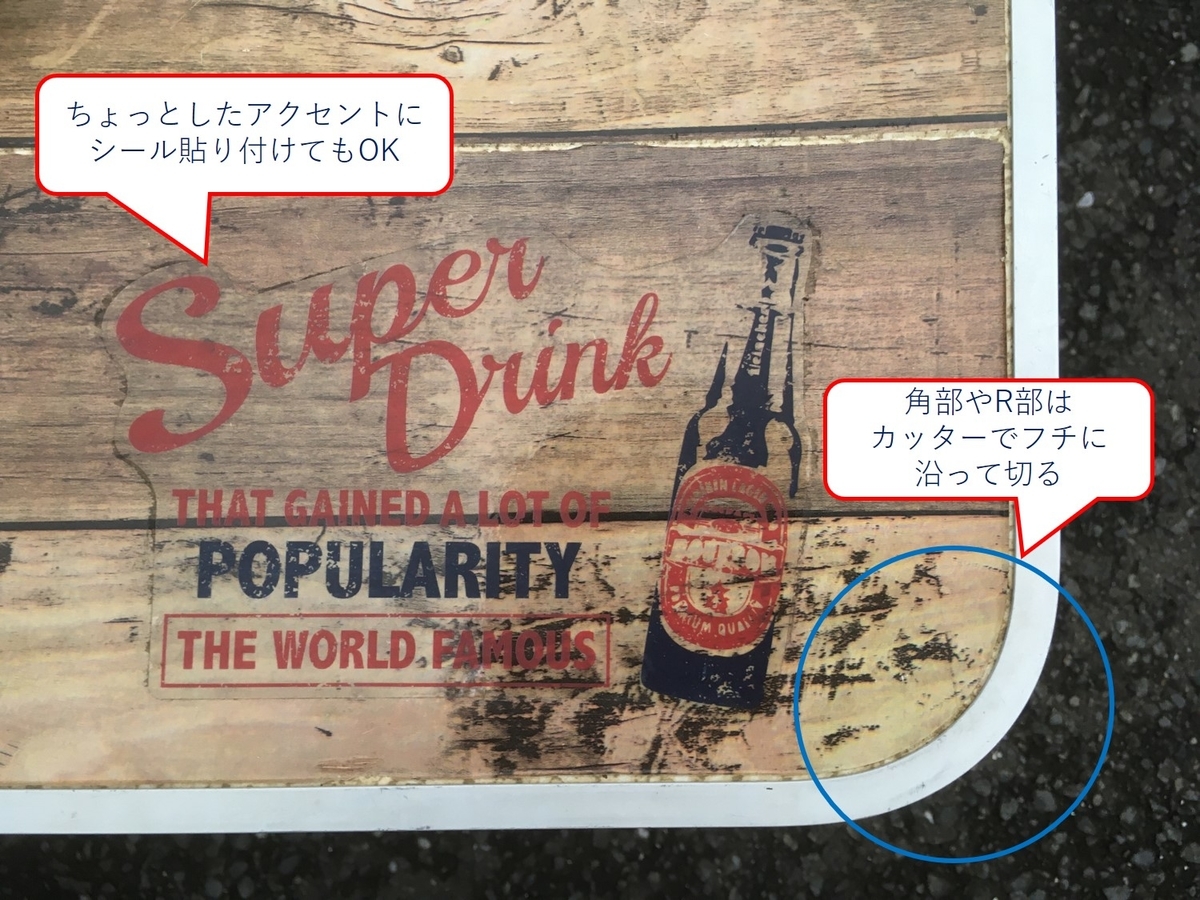 ちょっとしたアクセントに
シール貼り付けてもOK
Super
Drink
THAT GAINED A LOT OF
POPULARITY
THE WORLD FAMOUS
角部やR部は
カッターでフチに
沿って切る